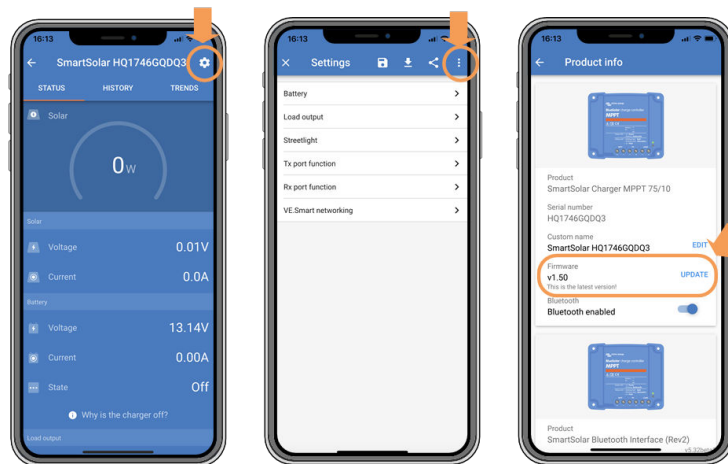 16:13
SmartSolar HQ1746GQDQ3
STATUS HISTORY TRENDS
Solar
0W
Solar
Voltage 0.01V
Current 0.0A
Battery
Voltage 13.14V
Current 0.00A
State Off
Why is the charger off?
Load output
16:13
Settings
Battery
Load output
Streetlight
Tx port function
Rx port function
VE.Smart networking
16:13
Product info
MPPT
Product
SmartSolar Charger MPPT 75/10
Serial number
HQ1746GQDQ3
Custom name
SmartSolar HQ1746GQDQ3 EDIT
Firmware
v1.50 UPDATE
This is the latest version!
Bluetooth
Bluetooth enabled
MPPT
Product
SmartSolar Bluetooth Interface (Rev2)